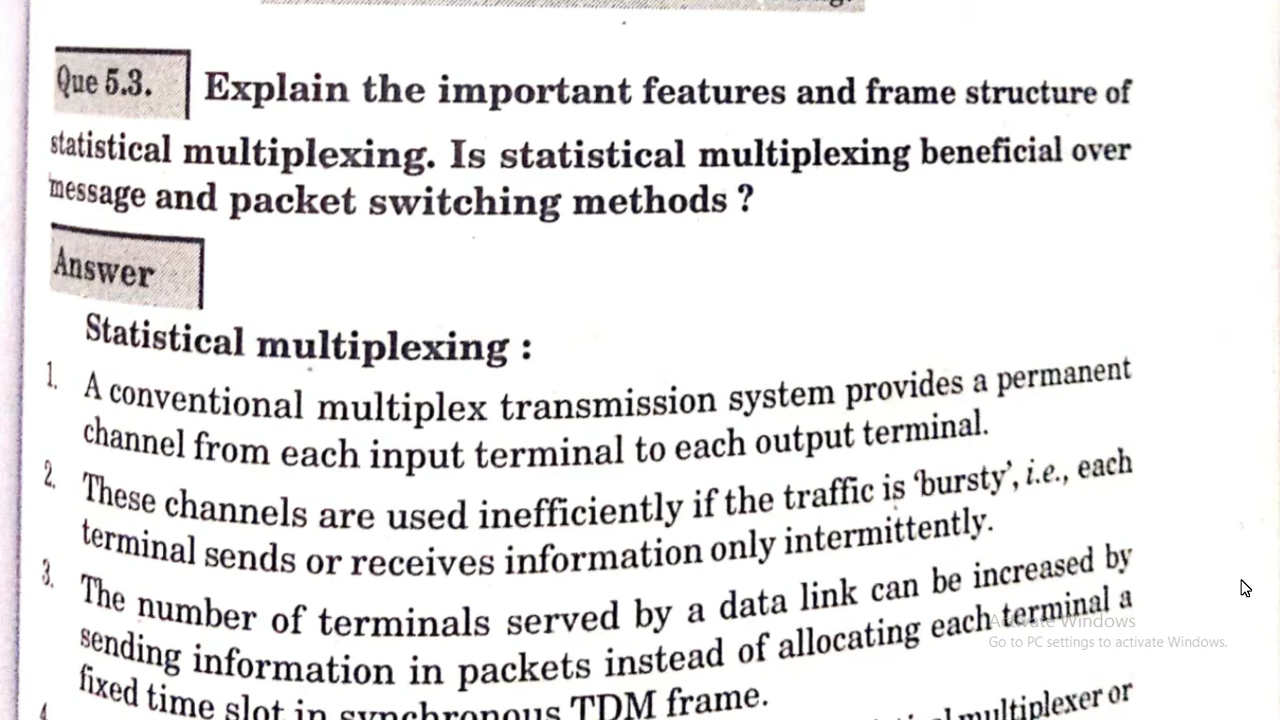 Que 5.3. Explain the important features and frame structure of
statistical multiplexing. Is statistical multiplexing beneficial over
message and packet switching methods ?
Answer
Statistical multiplexing :
1. A conventional multiplex transmission system provides a permanent
channel from each input terminal to each output terminal.
2. These channels are used inefficiently if the traffic is ‘bursty’, i.e., each
terminal sends or receives information only intermittently.
3. The number of terminals served by a data link can be increased by
sending information in packets instead of allocating each terminal a
fixed time slot in synchronous TDM frame.
4. multiplexer or
Activate Windows
Go to PC settings to activate Windows.